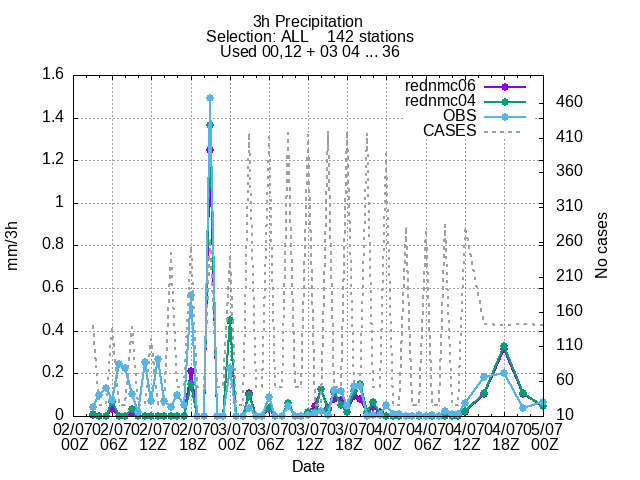 3h Precipitation
Selection: ALL 142 stations
Used 00,12 + 03 04 ... 36
rednmc06
rednmc04
OBS
CASES
1.6
1.4
1.2
1
0.8
0.6
0.4
0.2
0
460
410
360
310
260
210
160
110
60
10
mm/3h
No cases
02/07 02/07 02/07 02/07 03/07 03/07 03/07 03/07 04/07 04/07 04/07 04/07 05/07
00Z 06Z 12Z 18Z 00Z 06Z 12Z 18Z 00Z 06Z 12Z 18Z 00Z
Date